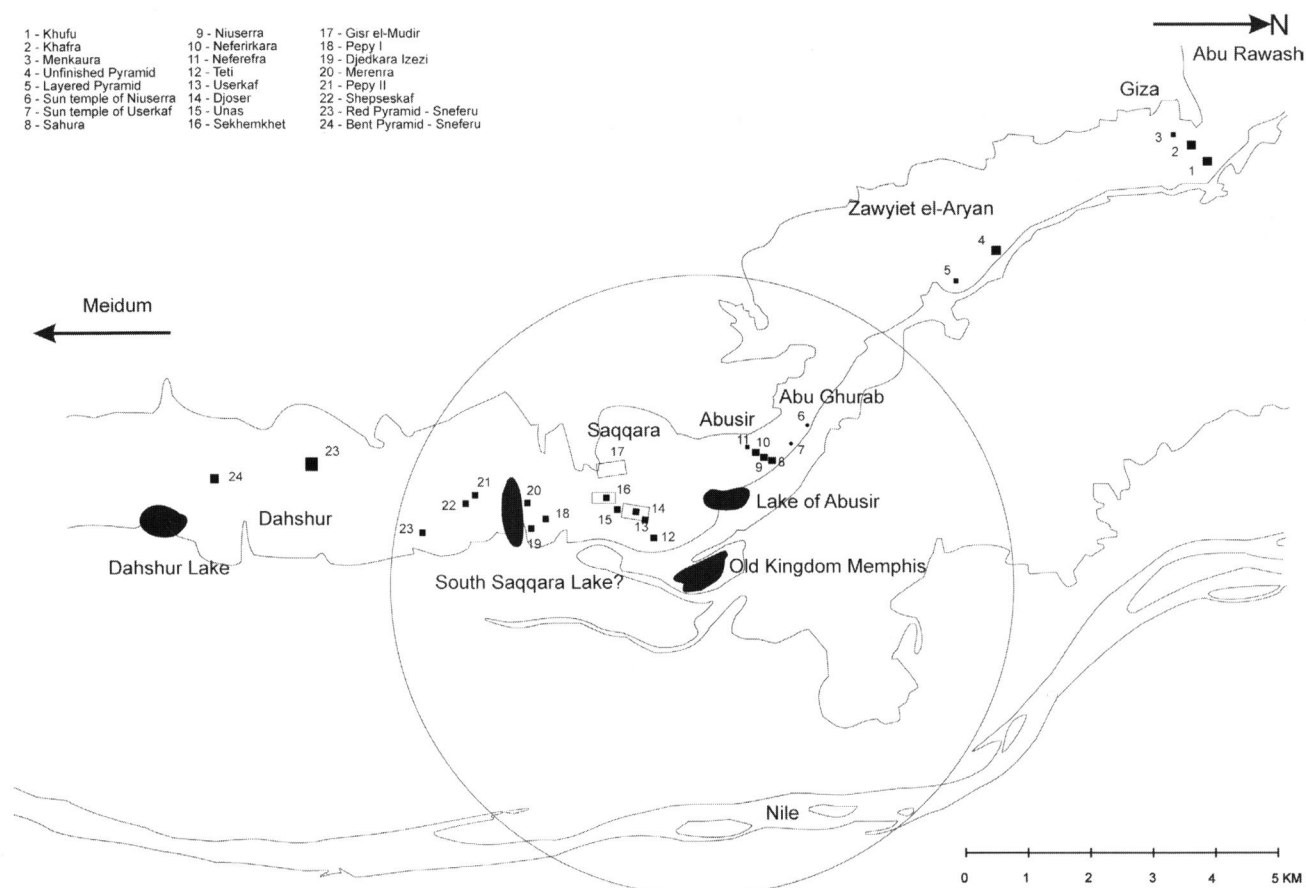 1 - Khufu
2 - Khafra
3 - Menkaura
4 - Unfinished Pyramid
5 - Layered Pyramid
6 - Sun temple of Niuserra
7 - Sun temple of Userkaf
8 - Sahura
9 - Niuserra
10 - Neferirkara
11 - Neferefra
12 - Teti
13 - Userkaf
14 - Djoser
15 - Unas
16 - Sekhemkhet
17 - Gisr el-Mudir
18 - Pepy I
19 - Djedkara Izezi
20 - Merenra
21 - Pepy II
22 - Shepseskaf
23 - Red Pyramid - Sneferu
24 - Bent Pyramid - Sneferu
N
Abu Rawash
Giza
3
2
1
Zawyiet el-Aryan
4
5
Meidum
Abu Ghurab
6
Abusir
7
11
10
9
8
Saqqara
17
16
15
14
13
12
23
24
21
22
20
18
19
23
Dahshur
Lake of Abusir
Dahshur Lake
South Saqqara Lake?
Old Kingdom Memphis
Nile
0 1 2 3 4 5 KM